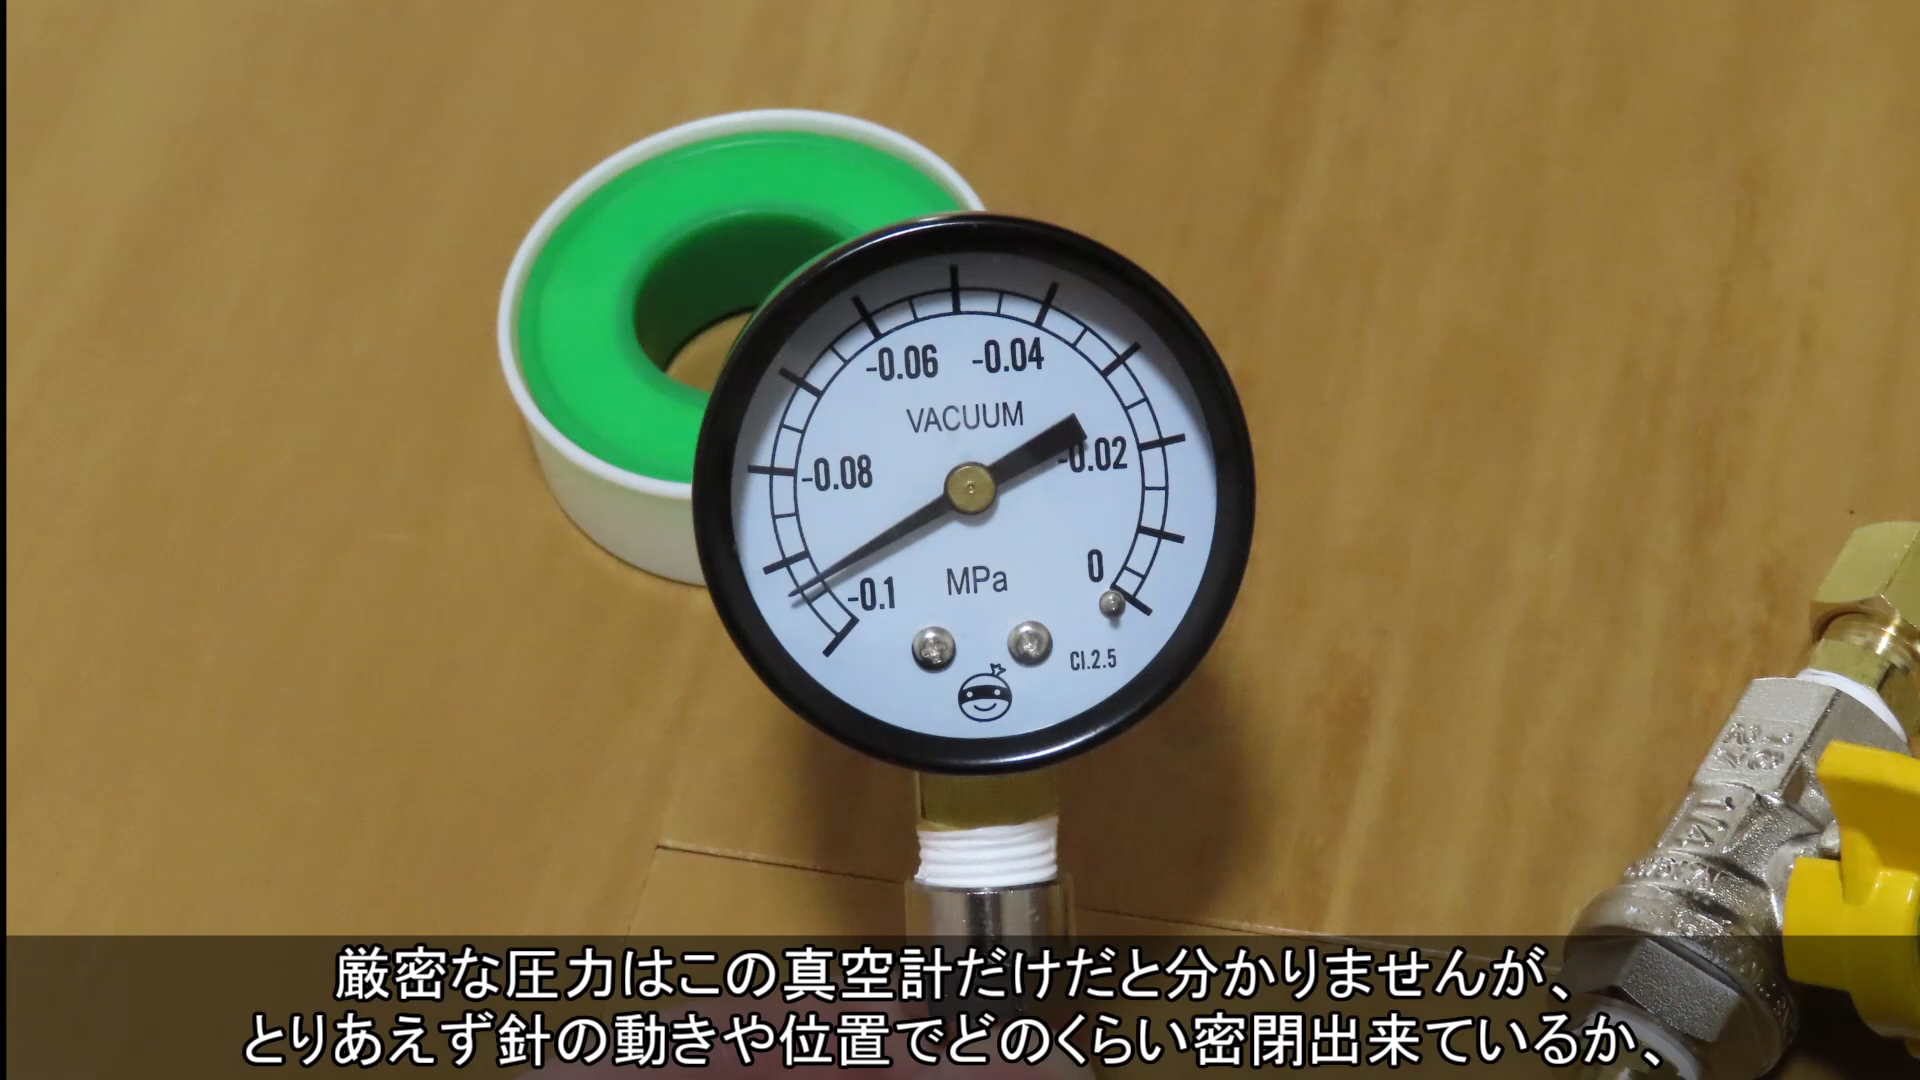 -0.06 -0.04
VACUUM
-0.08 -0.02
-0.1 MPa 0
Cl.2.5
1/4
厳密な圧力はこの真空計だけだと分かりませんが、
とりあえず針の動きや位置でどのくらい密閉出来ているか、